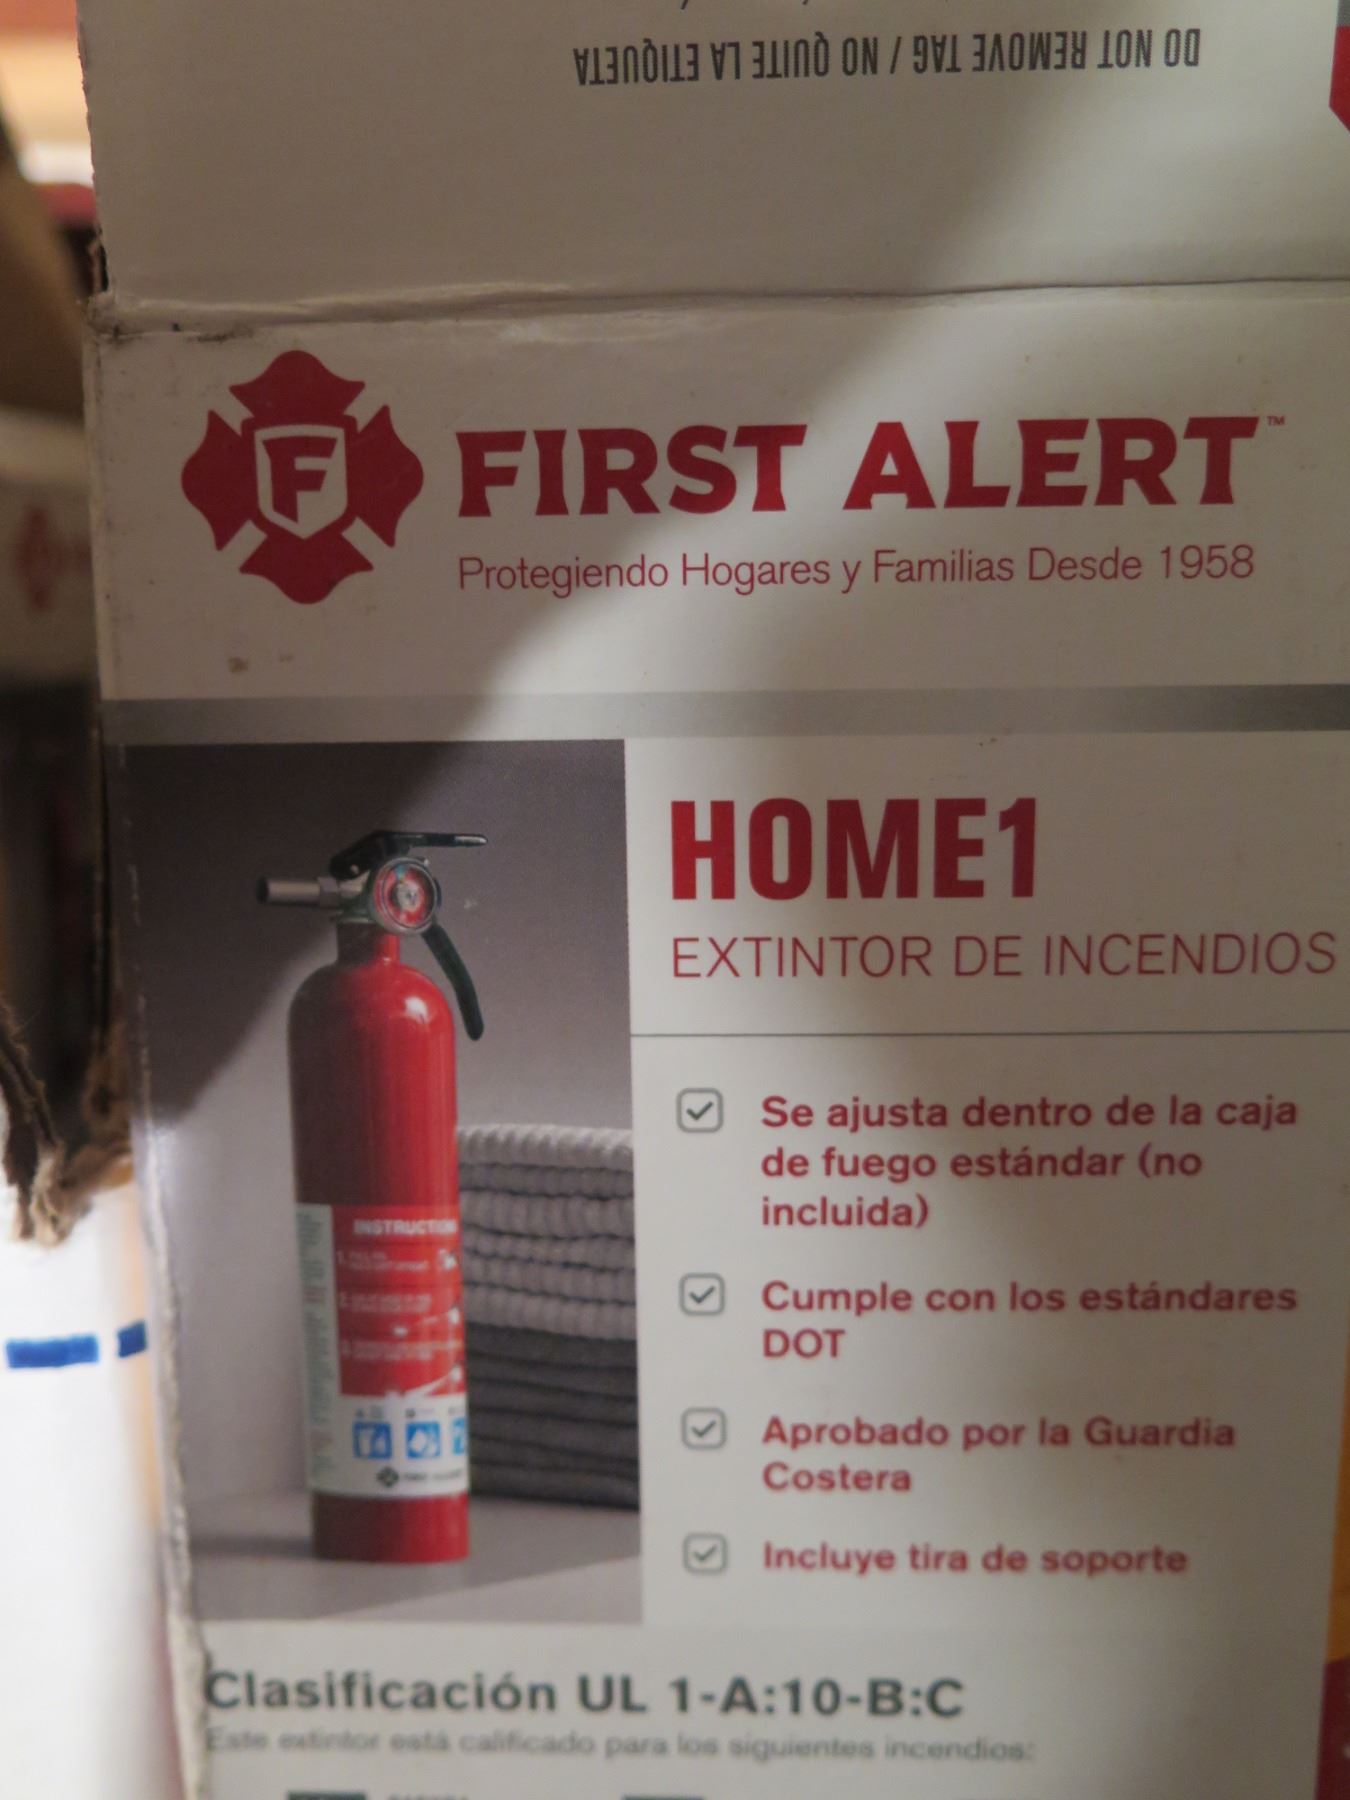 DO NOT REMOVE TAG / NO QUITE LA ETIQUETA
F
FIRST ALERT™
Protegiendo Hogares y Familias Desde 1958
HOME1
EXTINTOR DE INCENDIOS
Se ajusta dentro de la caja
de fuego estándar (no
incluida)
Cumple con los estándares
DOT
Aprobado por la Guardia
Costera
Incluye tira de soporte
INSTRUCTIONS
Clasificación UL 1-A:10-B:C
Este extintor está calificado para los siguientes incendios: